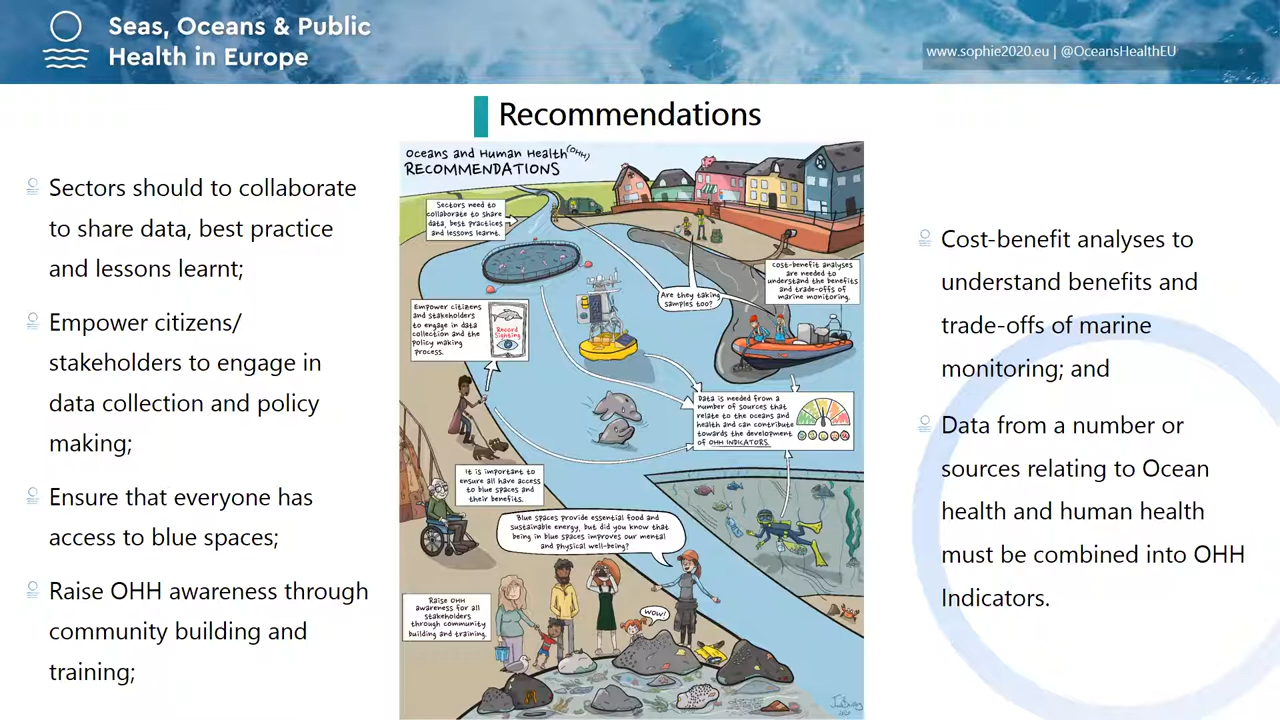 Seas, Oceans & Public
Health in Europe
www.sophie2020.eu | @OceansHealthEU
Recommendations
Sectors should to collaborate
to share data, best practice
and lessons learnt;
Empower citizens/
stakeholders to engage in
data collection and policy
making;
Ensure that everyone has
access to blue spaces;
Raise OHH awareness through
community building and
training;
Oceans and Human Health (OHH)
RECOMMENDATIONS
Sectors need to
collaborate to share
data, best practices
and lessons learnt.
Cost-benefit analyses
are needed to
understand the benefits
and trade-offs of
marine monitoring.
Are they taking
samples too?
Empower citizens
and stakeholders
to engage in data
collection and the
policy making
process.
Record
Sighting
Data is needed from a
number of sources that
relate to the oceans and
health and can contribute
towards the development
of OHH INDICATORS.
It is important to
ensure all have access
to blue spaces and
their benefits.
Blue spaces provide essential food and
sustainable energy, but did you know that
being in blue spaces improves our mental
and physical well-being?
Raise OHH
awareness for all
stakeholders
through community
building and training.
WOW!
Cost-benefit analyses to
understand benefits and
trade-offs of marine
monitoring; and
Data from a number or
sources relating to Ocean
health and human health
must be combined into OHH
Indicators.